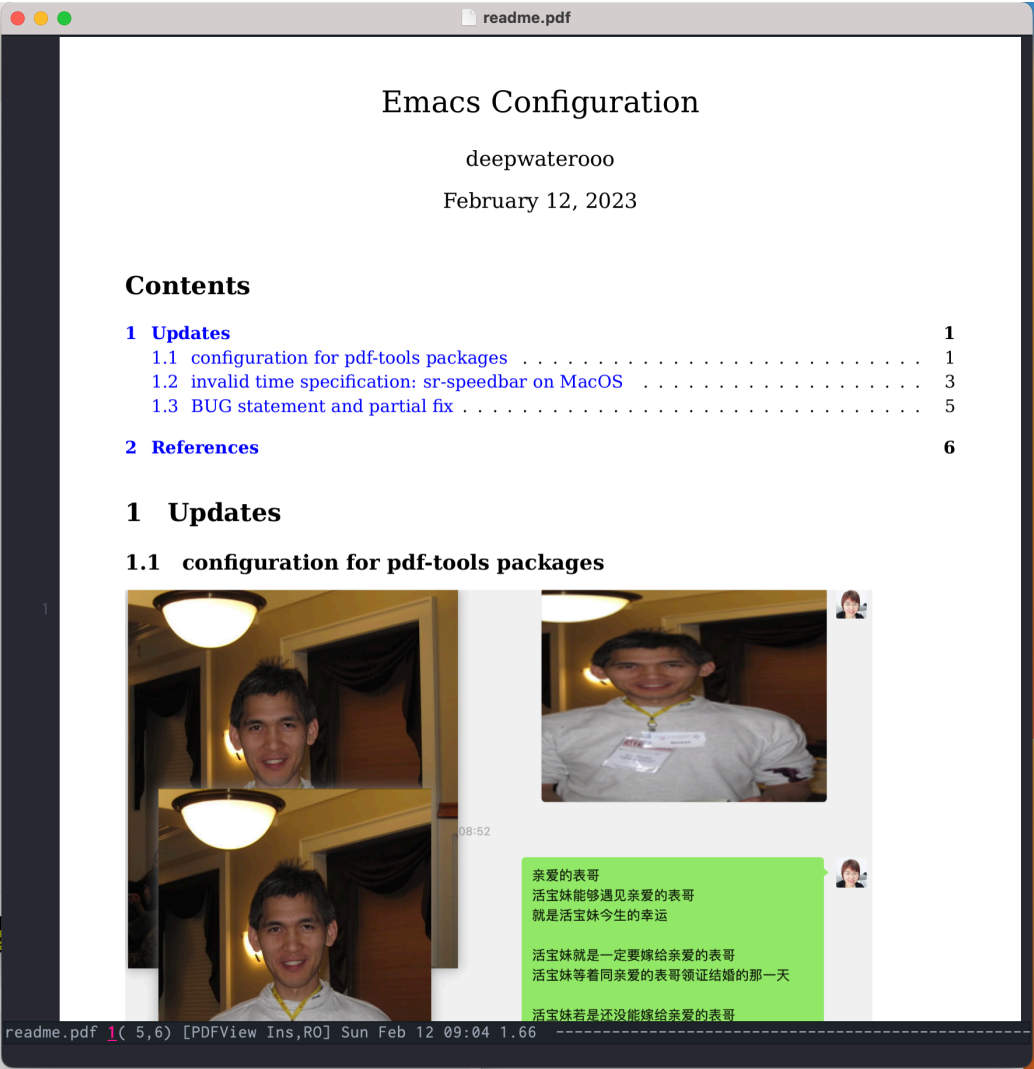 readme.pdf
Emacs Configuration
deepwaterooo
February 12, 2023
Contents
1 Updates 1
1.1 configuration for pdf-tools packages . . . . . . . . . . . . . . . . . . . . . . . . . . . 1
1.2 invalid time specification: sr-speedbar on MacOS . . . . . . . . . . . . . . . . . . . 3
1.3 BUG statement and partial fix . . . . . . . . . . . . . . . . . . . . . . . . . . . . . . . 5
2 References 6
1 Updates
1.1 configuration for pdf-tools packages
1
08:52
亲爱的表哥
活宝妹能够遇见亲爱的表哥
就是活宝妹今生的幸运
活宝妹就是一定要嫁给亲爱的表哥
活宝妹等着同亲爱的表哥领证结婚的那一天
活宝妹若是还没能嫁给亲爱的表哥
readme.pdf 1( 5,6) [PDFView Ins,RO] Sun Feb 12 09:04 1.66 ----------------------------------------